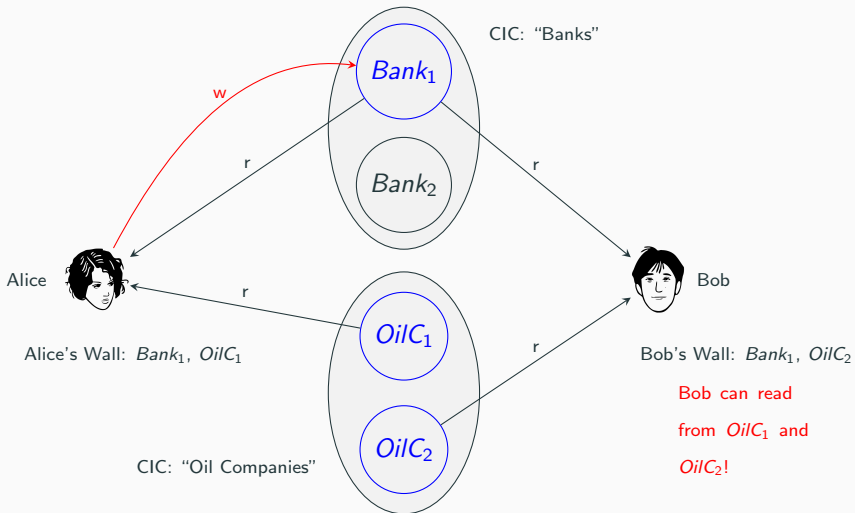 CIC: “Banks”
Bank₁
w
r
r
Bank₂
Alice
Bob
r
OilC₁
r
Alice's Wall: Bank₁, OilC₁
Bob's Wall: Bank₁, OilC₂
Bob can read
from OilC₁ and
OilC₂!
OilC₂
CIC: “Oil Companies”